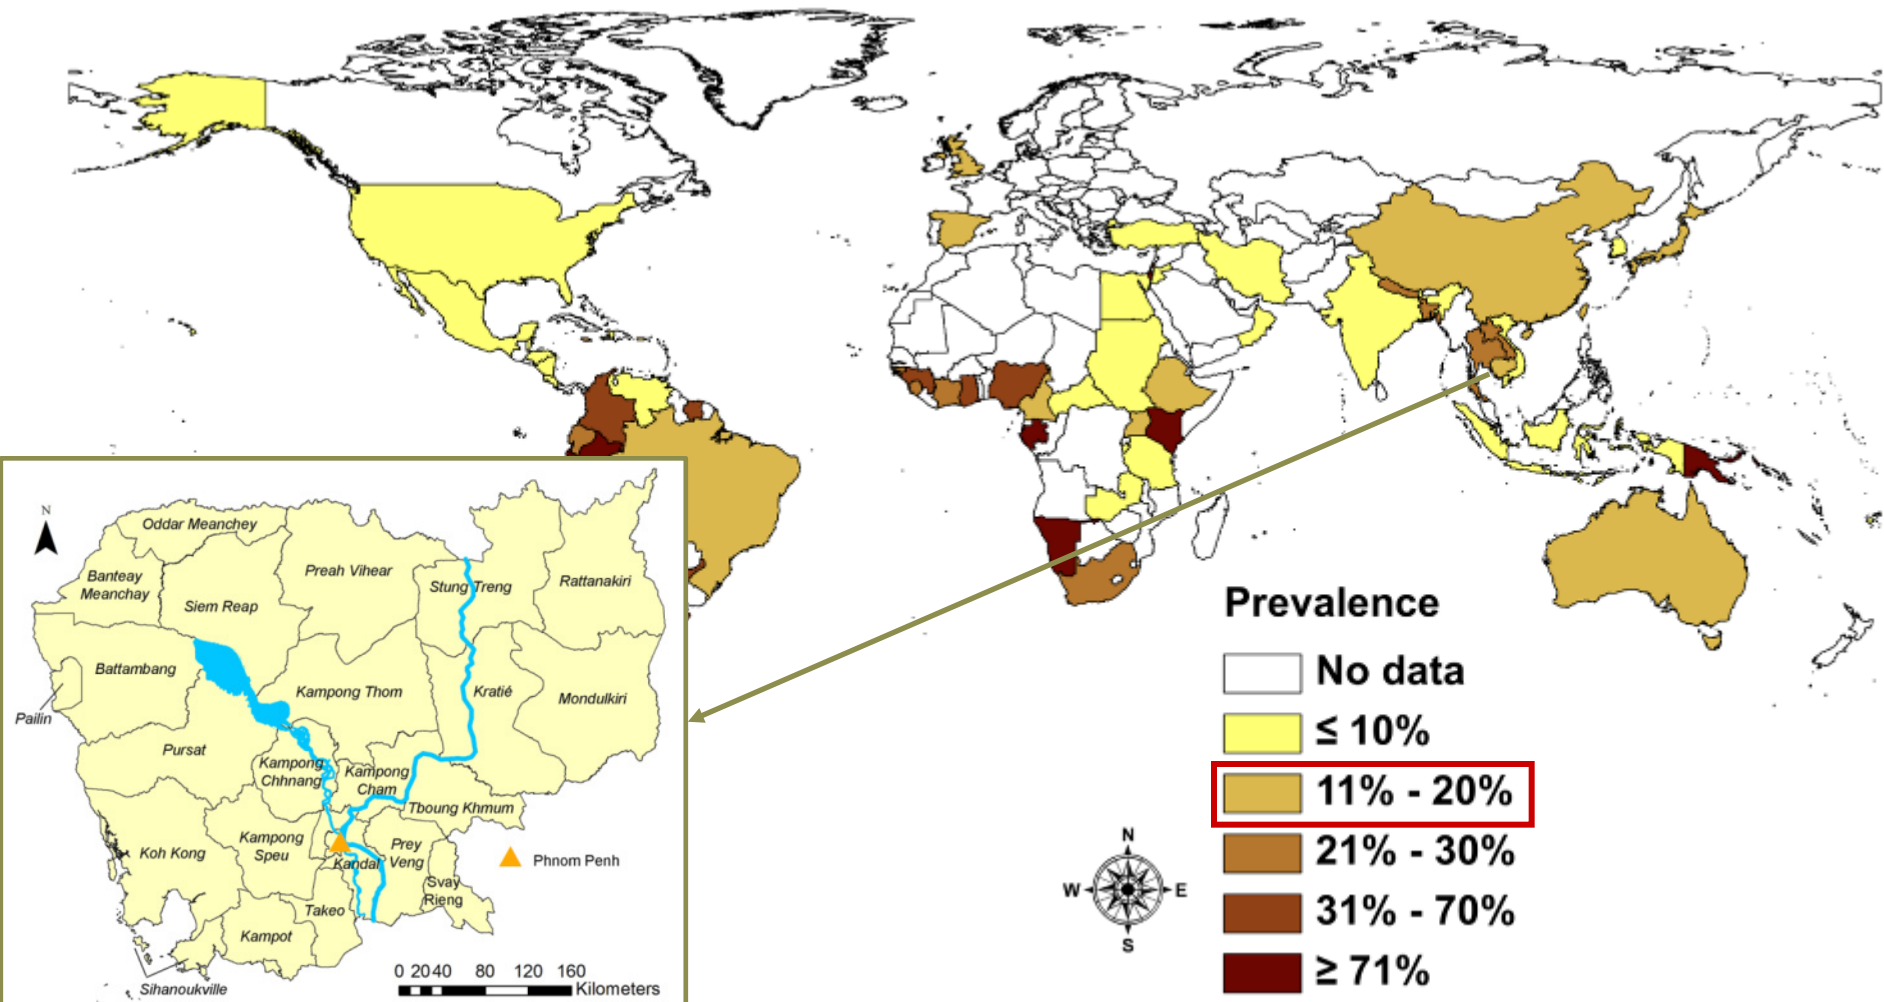 N
Oddar Meanchey
Banteay
Meanchay
Siem Reap
Preah Vihear
Stung Treng
Rattanakiri
Battambang
Pailin
Kampong Thom
Kratié
Mondulkiri
Pursat
Kampong
Chhnang
Kampong
Cham
Tboung Khmum
Koh Kong
Kampong
Speu
Kandal
Prey
Veng
Svay
Rieng
Takeo
Kampot
Sihanoukville
Phnom Penh
0 2040 80 120 160
Kilometers
N
W E
S
Prevalence
No data
≤ 10%
11% - 20%
21% - 30%
31% - 70%
≥ 71%